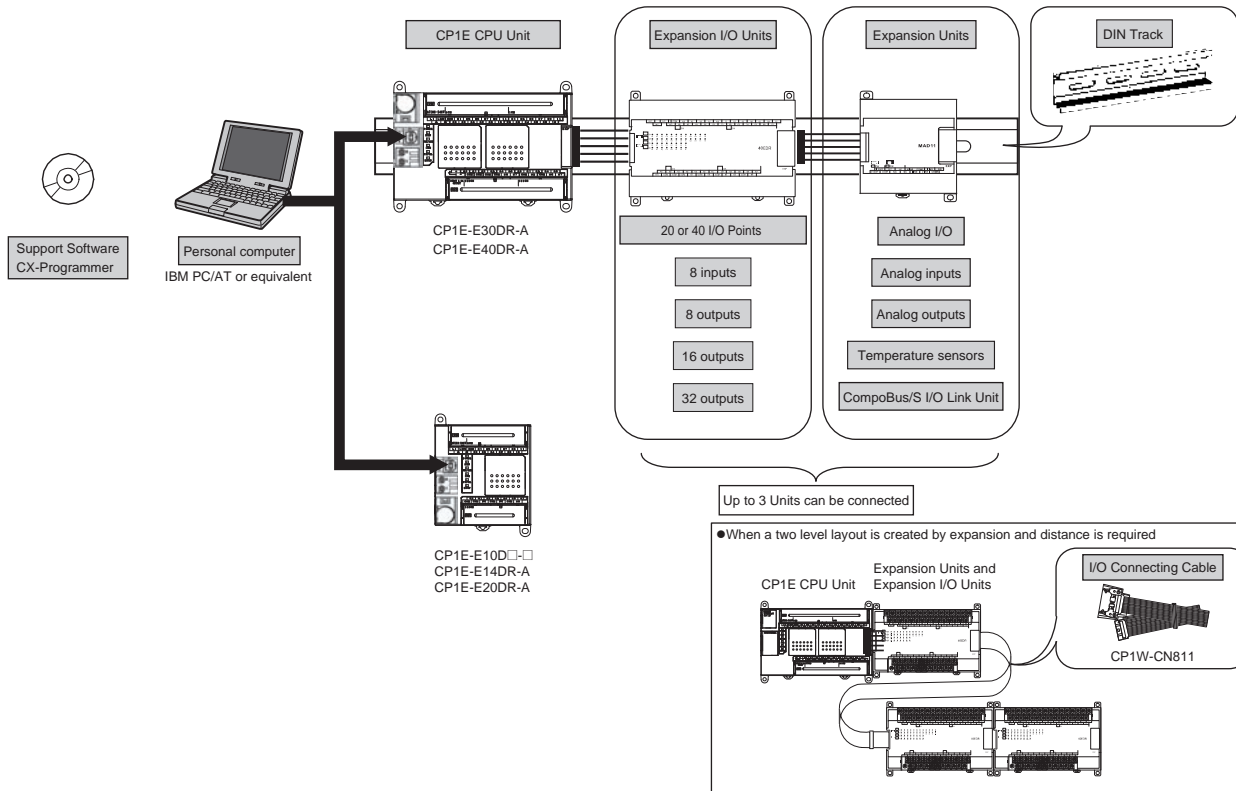 CP1E CPU Unit
Expansion I/O Units
Expansion Units
DIN Track
MAD11
40EDR
Support Software
CX-Programmer
Personal computer
IBM PC/AT or equivalent
CP1E-E30DR-A
CP1E-E40DR-A
20 or 40 I/O Points
8 inputs
8 outputs
16 outputs
32 outputs
Analog I/O
Analog inputs
Analog outputs
Temperature sensors
CompoBus/S I/O Link Unit
CP1E-E10D□-□
CP1E-E14DR-A
CP1E-E20DR-A
Up to 3 Units can be connected
●When a two level layout is created by expansion and distance is required
CP1E CPU Unit
Expansion Units and
Expansion I/O Units
I/O Connecting Cable
CP1W-CN811